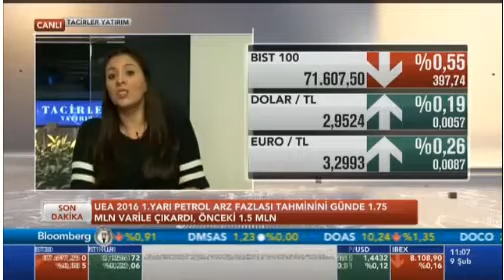 CANLI
TACİRLER YATIRIM
TACİRLE
YATIRIM
BIST 100
71.607,50
%0,55
397,74
DOLAR / TL
2,9524
%0,19
0,0057
EURO / TL
3,2993
%0,26
0,0087
SON DAKİKA
UEA 2016 1.YARI PETROL ARZ FAZLASI TAHMİNİNİ GÜNDE 1.75
MLN VARİLE ÇIKARDI, ÖNCEKİ 1.5 MLN
Bloomberg HT %0,91 DMSAS 1,23 %0,00 DOAS 10,24 %1,35 DOCO
/USD 1,4432 %0,12
IBEX 8.108,90 %0,16
11:07
9 Şub